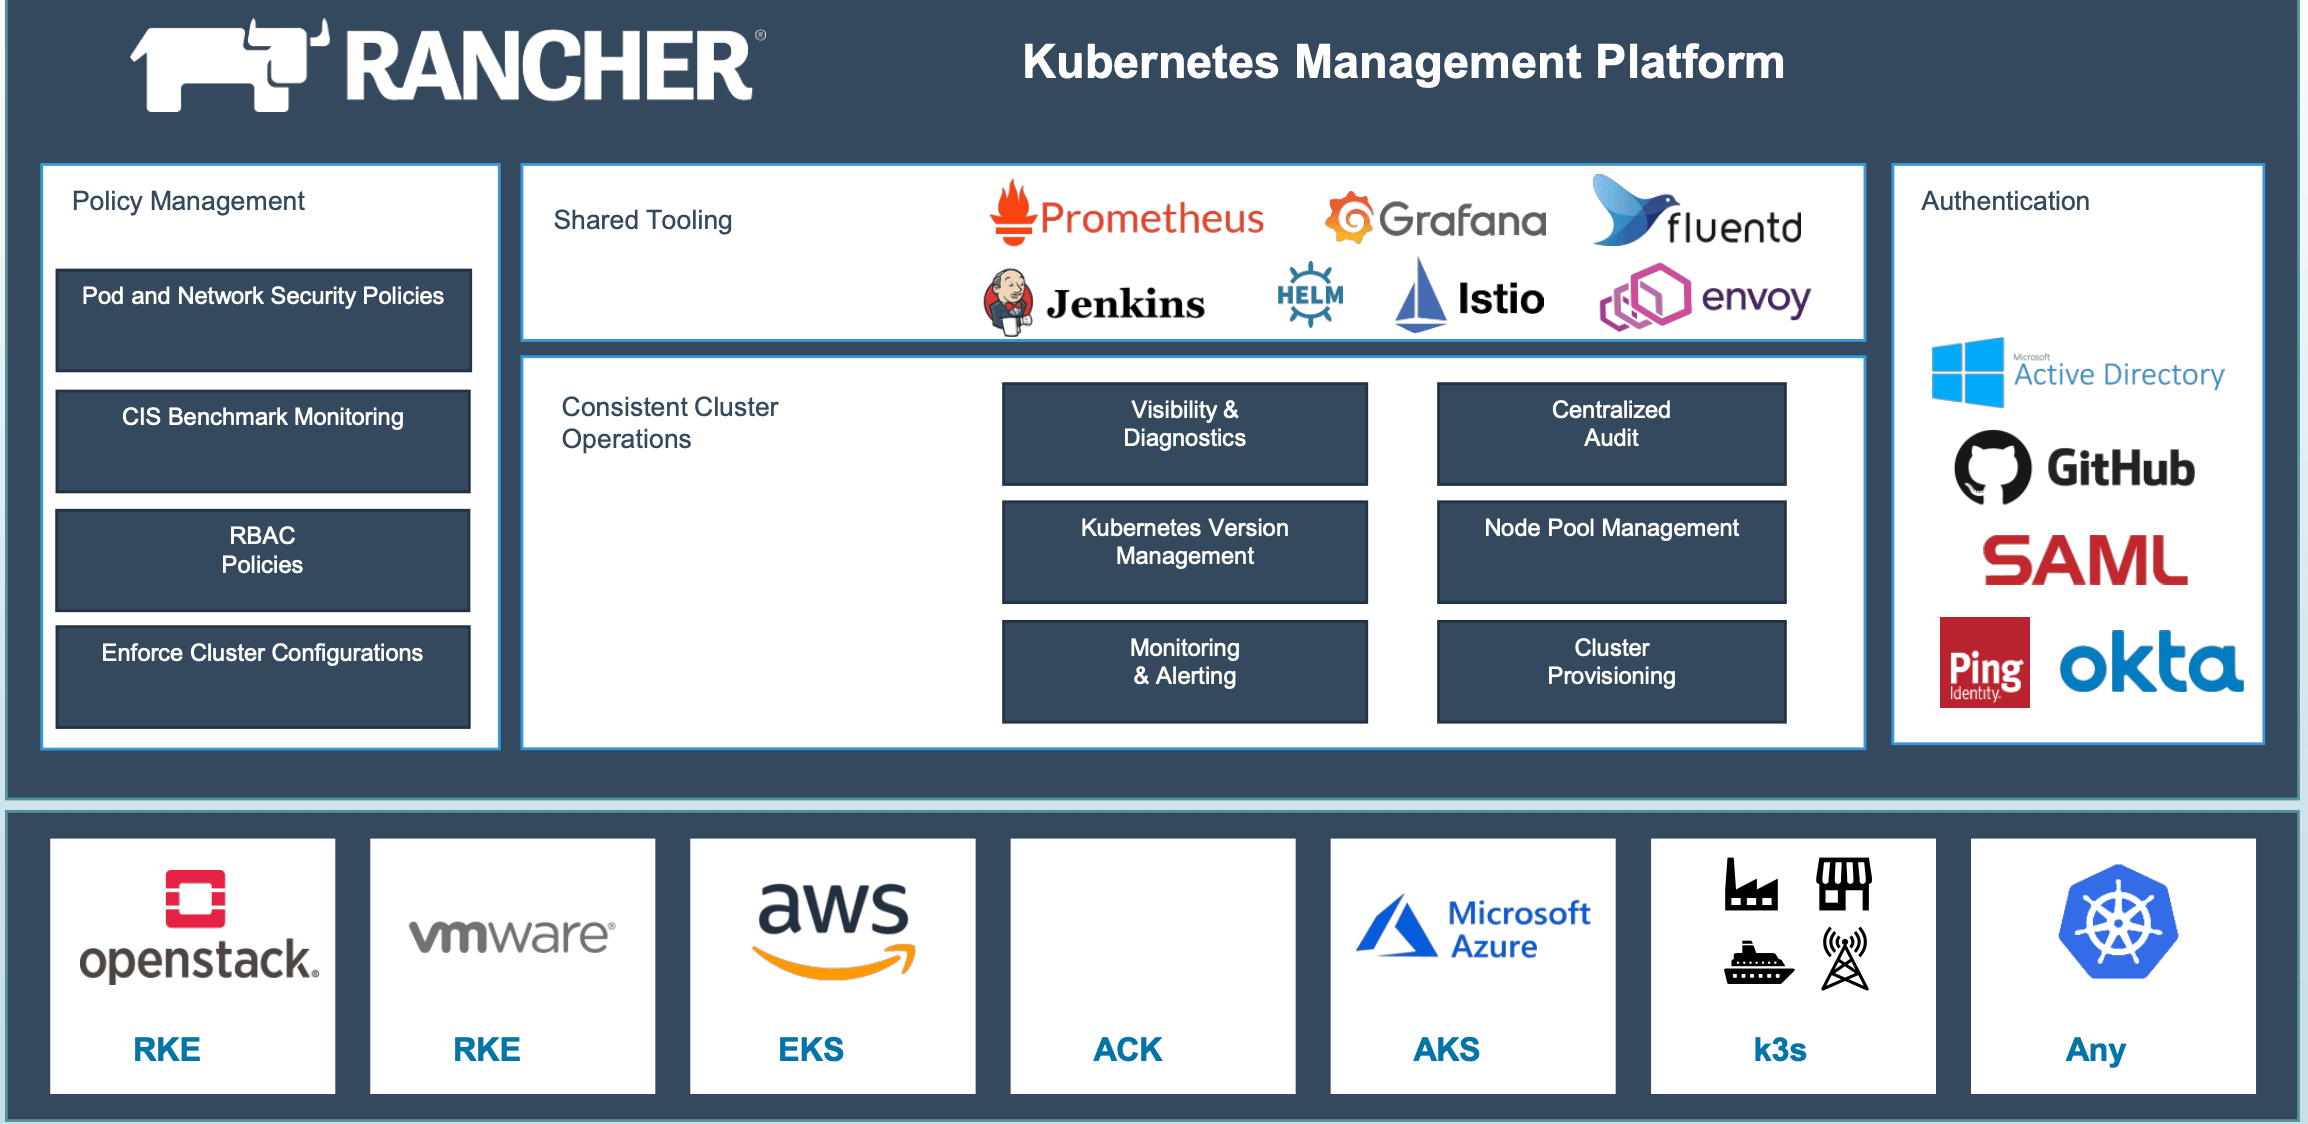 RANCHER®
Kubernetes Management Platform
Policy Management
Pod and Network Security Policies
CIS Benchmark Monitoring
RBAC
Policies
Enforce Cluster Configurations
Shared Tooling
Prometheus
Grafana
fluentd
Jenkins
HELM
Istio
envoy
Consistent Cluster
Operations
Visibility &
Diagnostics
Centralized
Audit
Kubernetes Version
Management
Node Pool Management
Monitoring
& Alerting
Cluster
Provisioning
Authentication
Microsoft
Active Directory
GitHub
SAML
Ping
Identity
okta
openstack®
RKE
vmware®
RKE
aws
EKS
ACK
Microsoft
Azure
AKS
k3s
Any